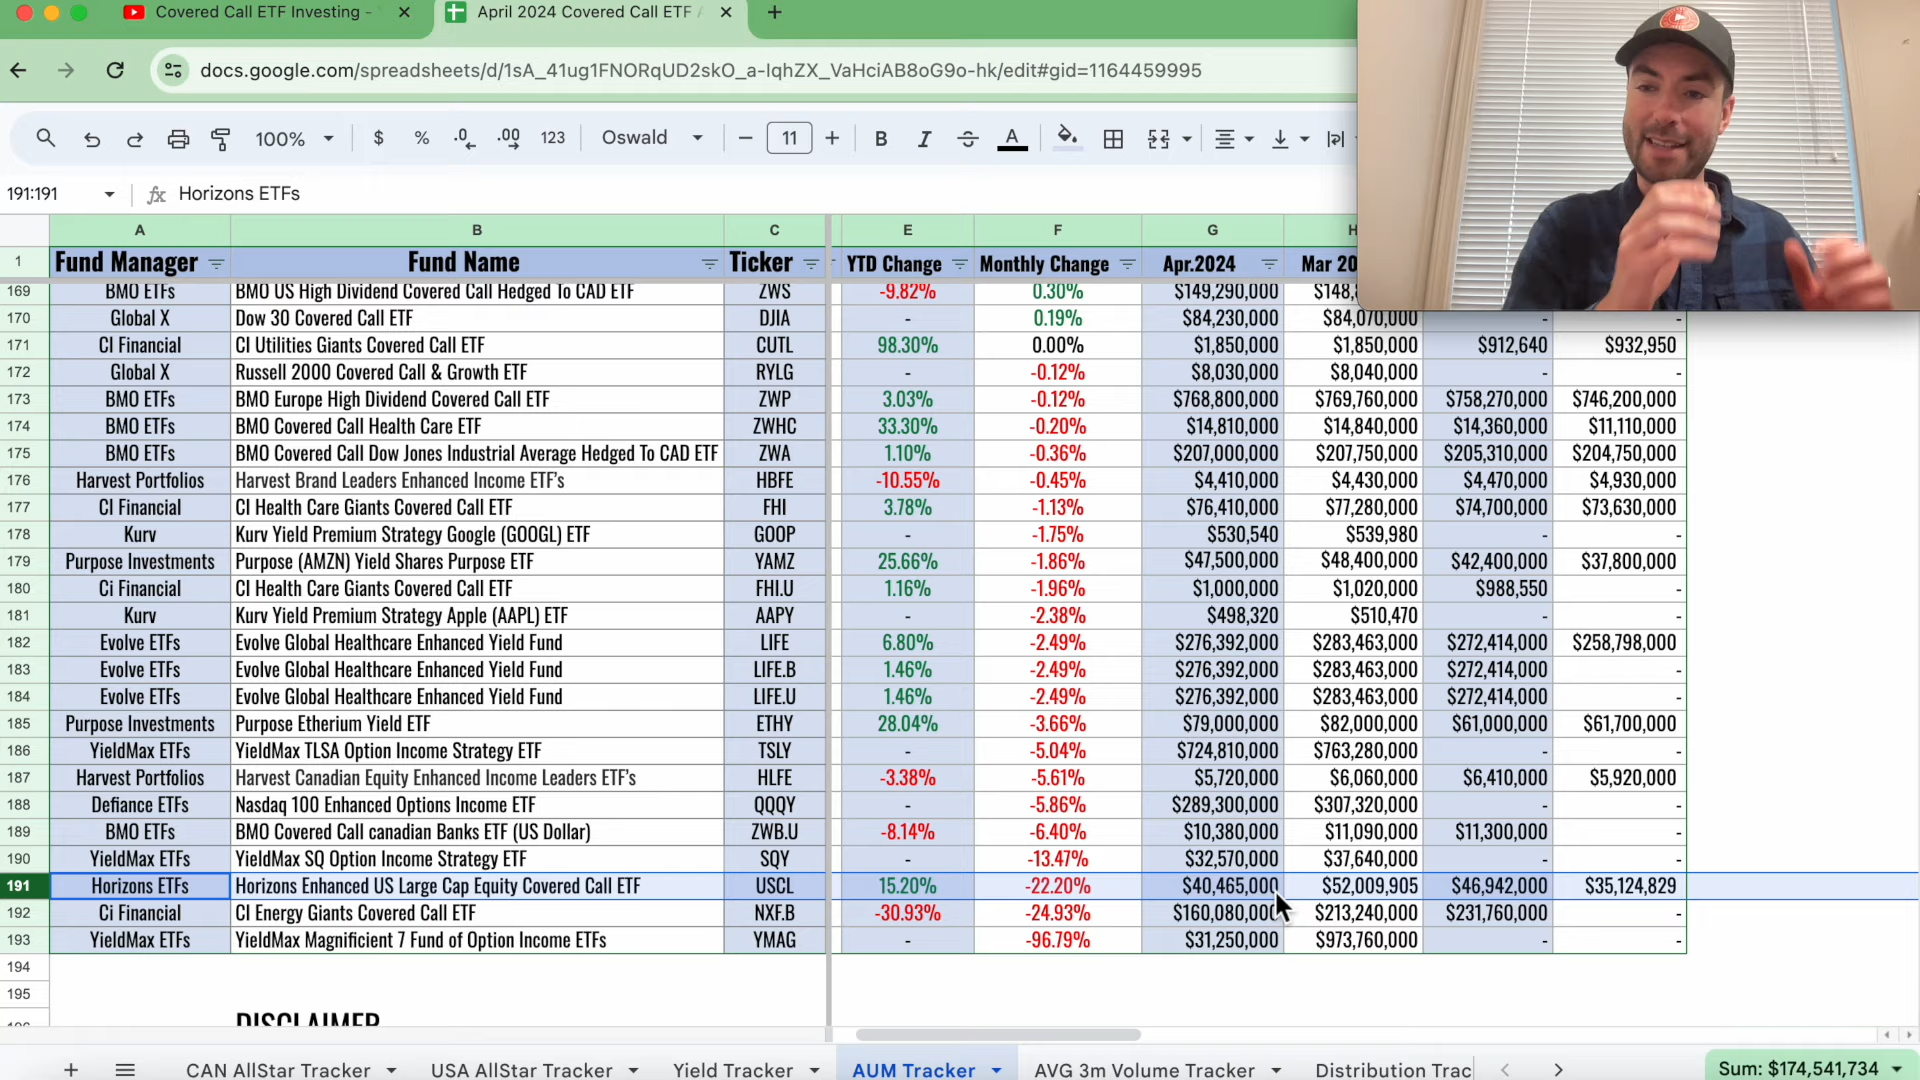 Covered Call ETF Investing -
April 2024 Covered Call ETF
docs.google.com/spreadsheets/d/1sA_41ug1FNORqUD2skO_a-IqhZX_VaHciAB8oG9o-hk/edit#gid=1164459995
100% $ % .0 .00 123 Oswald 11 B I A
191:191 fx Horizons ETFs
A B C E F G H
1 Fund Manager Fund Name Ticker YTD Change Monthly Change Apr.2024 Mar 20
169 BMO ETFs BMO US High Dividend Covered Call Hedged To CAD ETF ZWS -9.82% 0.30% $149,290,000 $148,
170 Global X Dow 30 Covered Call ETF DJIA - 0.19% $84,230,000 $84,070,000 - -
171 CI Financial CI Utilities Giants Covered Call ETF CUTL 98.30% 0.00% $1,850,000 $1,850,000 $912,640 $932,950
172 Global X Russell 2000 Covered Call & Growth ETF RYLG - -0.12% $8,030,000 $8,040,000 - -
173 BMO ETFs BMO Europe High Dividend Covered Call ETF ZWP 3.03% -0.12% $768,800,000 $769,760,000 $758,270,000 $746,200,000
174 BMO ETFs BMO Covered Call Health Care ETF ZWHC 33.30% -0.20% $14,810,000 $14,840,000 $14,360,000 $11,110,000
175 BMO ETFs BMO Covered Call Dow Jones Industrial Average Hedged To CAD ETF ZWA 1.10% -0.36% $207,000,000 $207,750,000 $205,310,000 $204,750,000
176 Harvest Portfolios Harvest Brand Leaders Enhanced Income ETF's HBFE -10.55% -0.45% $4,410,000 $4,430,000 $4,470,000 $4,930,000
177 CI Financial CI Health Care Giants Covered Call ETF FHI 3.78% -1.13% $76,410,000 $77,280,000 $74,700,000 $73,630,000
178 Kurv Kurv Yield Premium Strategy Google (GOOGL) ETF GOOP - -1.75% $530,540 $539,980 - -
179 Purpose Investments Purpose (AMZN) Yield Shares Purpose ETF YAMZ 25.66% -1.86% $47,500,000 $48,400,000 $42,400,000 $37,800,000
180 Ci Financial CI Health Care Giants Covered Call ETF FHI.U 1.16% -1.96% $1,000,000 $1,020,000 $988,550 -
181 Kurv Kurv Yield Premium Strategy Apple (AAPL) ETF AAPY - -2.38% $498,320 $510,470 - -
182 Evolve ETFs Evolve Global Healthcare Enhanced Yield Fund LIFE 6.80% -2.49% $276,392,000 $283,463,000 $272,414,000 $258,798,000
183 Evolve ETFs Evolve Global Healthcare Enhanced Yield Fund LIFE.B 1.46% -2.49% $276,392,000 $283,463,000 $272,414,000 -
184 Evolve ETFs Evolve Global Healthcare Enhanced Yield Fund LIFE.U 1.46% -2.49% $276,392,000 $283,463,000 $272,414,000 -
185 Purpose Investments Purpose Etherium Yield ETF ETHY 28.04% -3.66% $79,000,000 $82,000,000 $61,000,000 $61,700,000
186 YieldMax ETFs YieldMax TLSA Option Income Strategy ETF TSLY - -5.04% $724,810,000 $763,280,000 - -
187 Harvest Portfolios Harvest Canadian Equity Enhanced Income Leaders ETF's HLFE -3.38% -5.61% $5,720,000 $6,060,000 $6,410,000 $5,920,000
188 Defiance ETFs Nasdaq 100 Enhanced Options Income ETF QQQY - -5.86% $289,300,000 $307,320,000 - -
189 BMO ETFs BMO Covered Call canadian Banks ETF (US Dollar) ZWB.U -8.14% -6.40% $10,380,000 $11,090,000 $11,300,000 -
190 YieldMax ETFs YieldMax SQ Option Income Strategy ETF SQY - -13.47% $32,570,000 $37,640,000 - -
191 Horizons ETFs Horizons Enhanced US Large Cap Equity Covered Call ETF USCL 15.20% -22.20% $40,465,000 $52,009,905 $46,942,000 $35,124,829
192 Ci Financial CI Energy Giants Covered Call ETF NXF.B -30.93% -24.93% $160,080,000 $213,240,000 $231,760,000 -
193 YieldMax ETFs YieldMax Magnificient 7 Fund of Option Income ETFs YMAG - -96.79% $31,250,000 $973,760,000 - -
194
195
DISCLAIMER
CAN AllStar Tracker USA AllStar Tracker Yield Tracker AUM Tracker AVG 3m Volume Tracker Distribution Trac Sum: $174,541,734